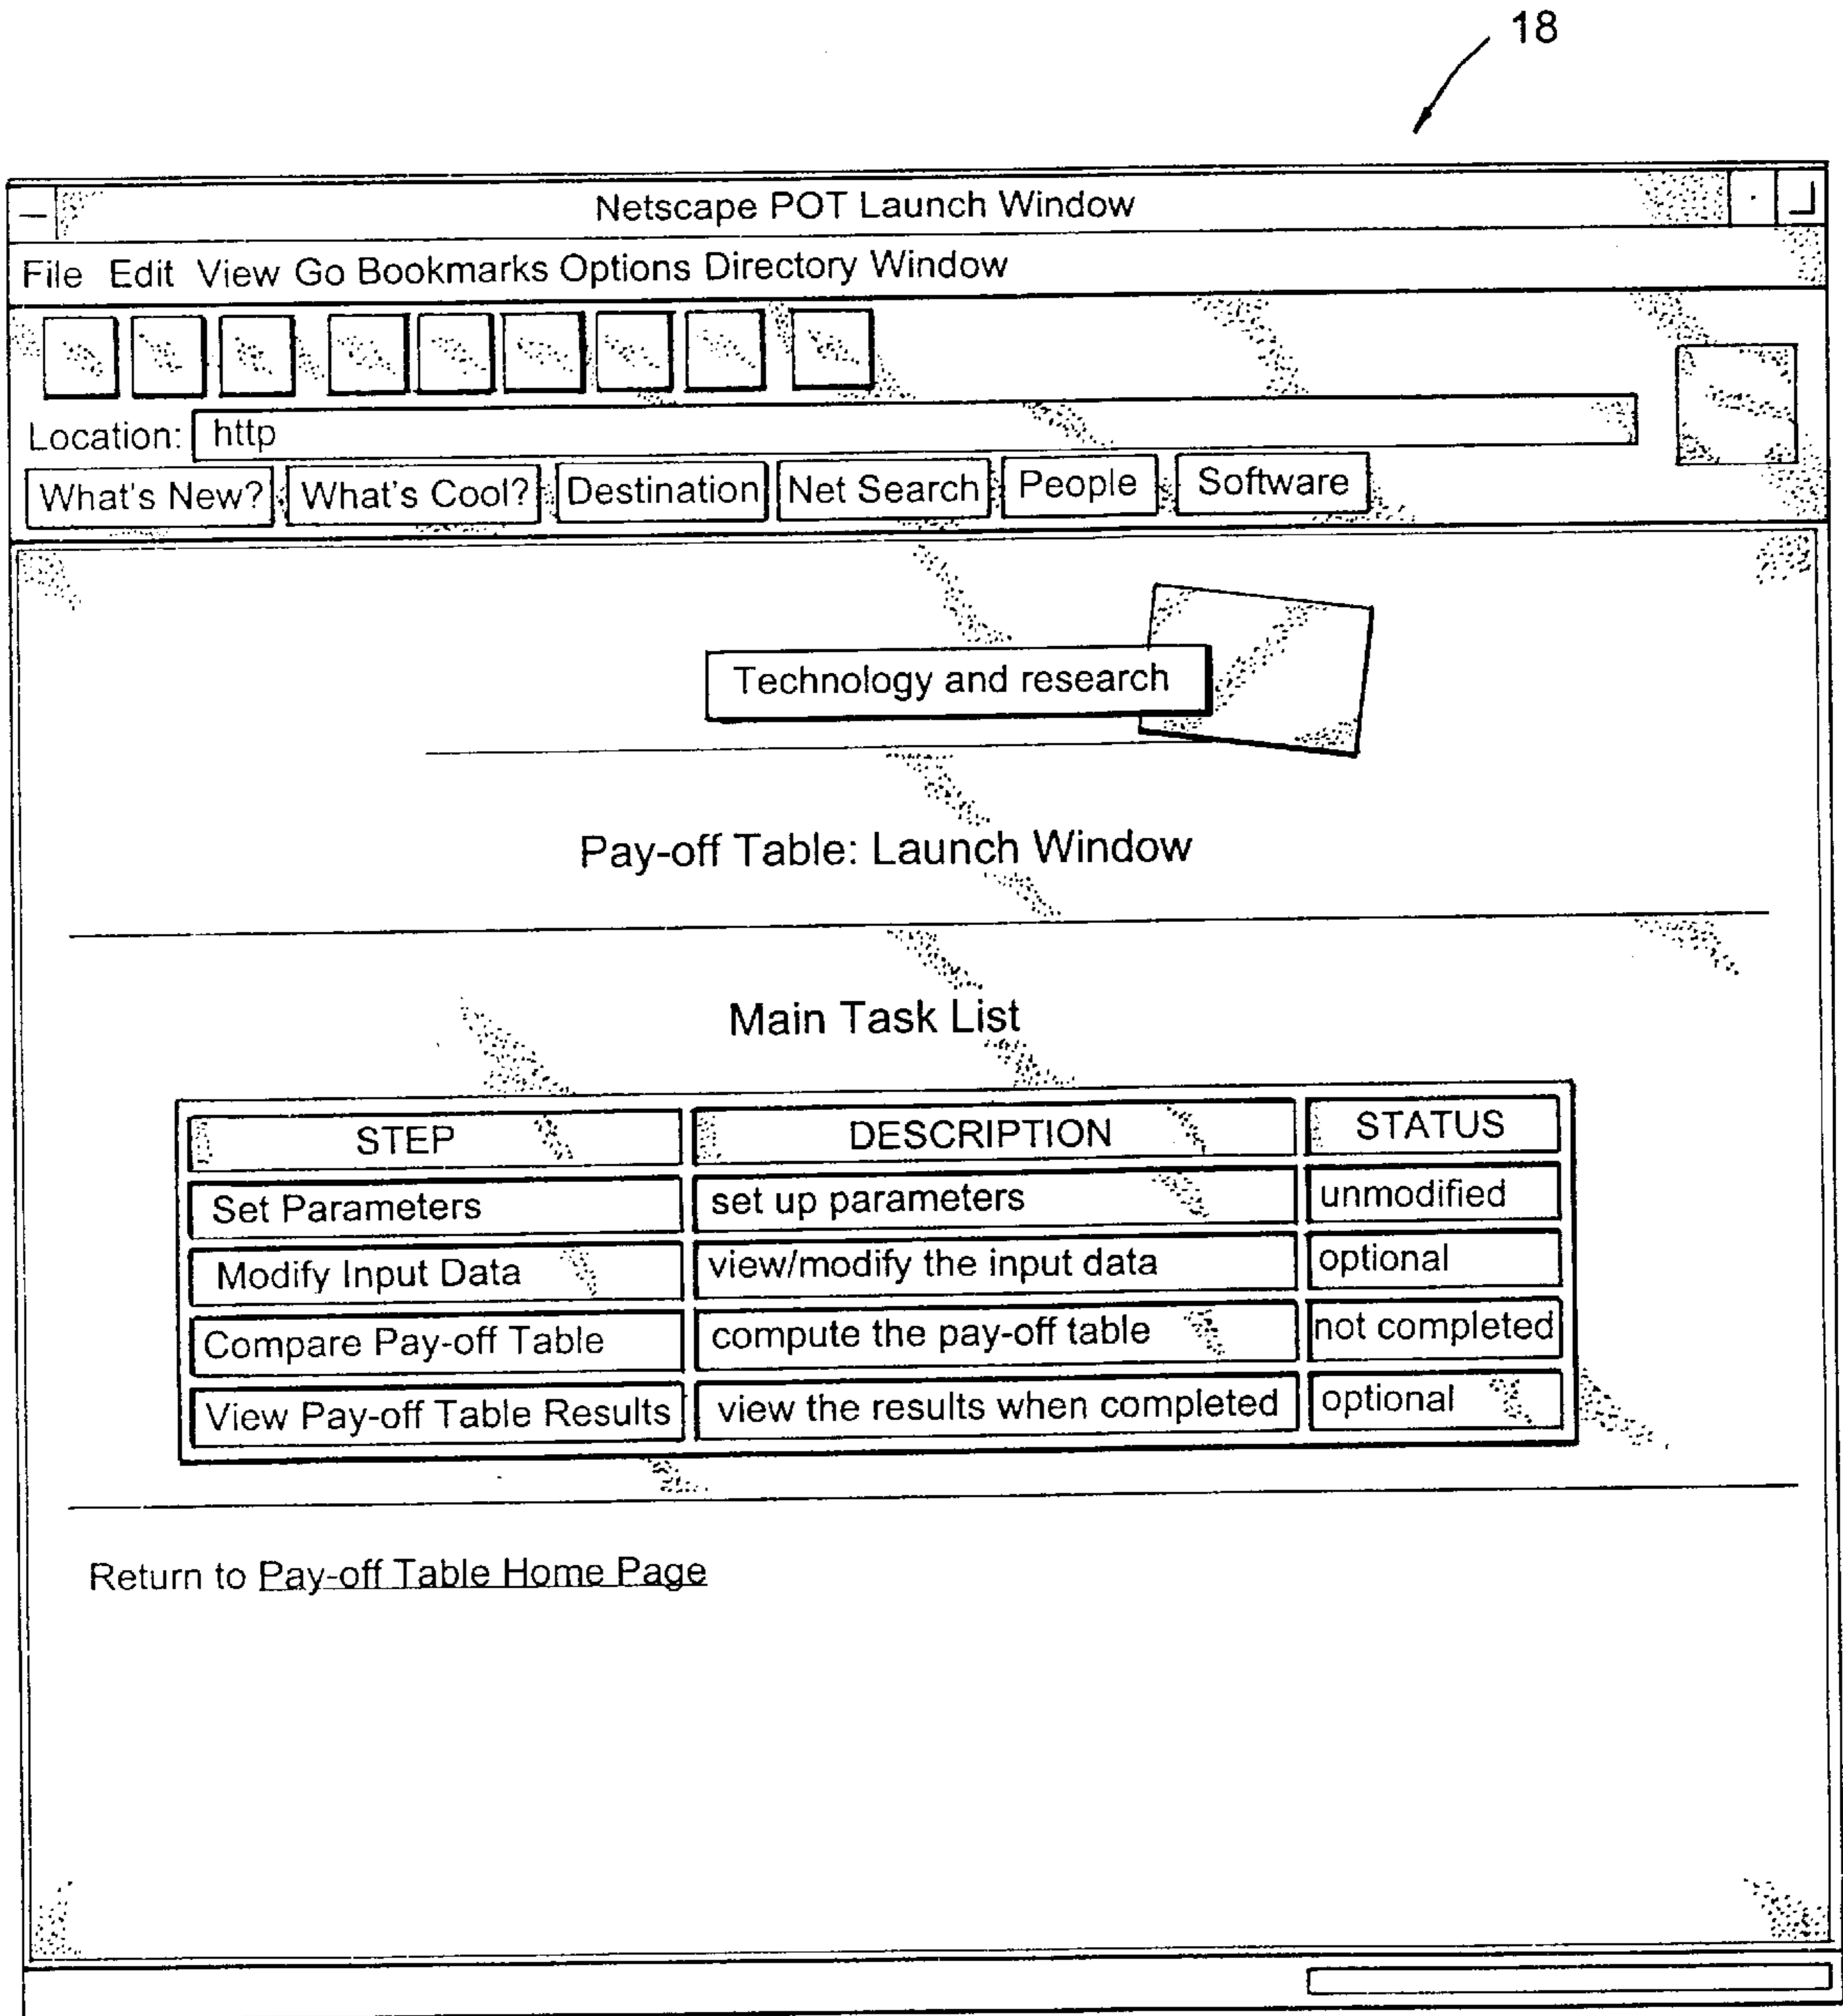 18
Netscape POT Launch Window
File Edit View Go Bookmarks Options Directory Window
Location: http
What's New? What's Cool? Destination Net Search People Software
Technology and research
Pay-off Table: Launch Window
Main Task List
STEP DESCRIPTION STATUS
Set Parameters set up parameters unmodified
Modify Input Data view/modify the input data optional
Compare Pay-off Table compute the pay-off table not completed
View Pay-off Table Results view the results when completed optional
Return to Pay-off Table Home Page